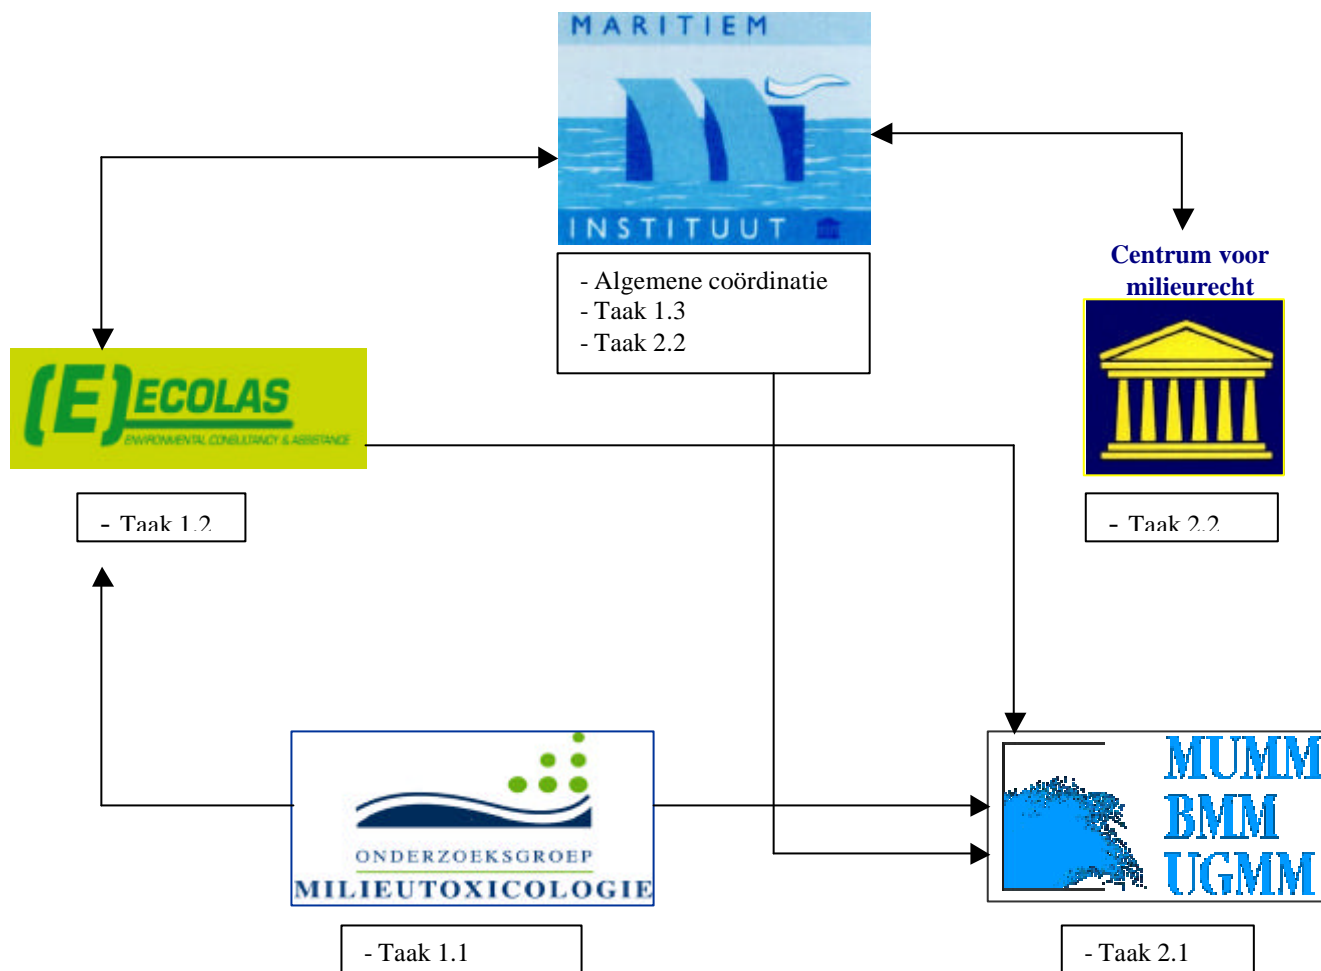 MARITIEM
INSTITUUT
- Algemene coördinatie
- Taak 1.3
- Taak 2.2
Centrum voor
milieurecht
(E) ECOLAS
ENVIRONMENTAL CONSULTANCY & ASSISTANCE
- Taak 1.2
- Taak 2.2
ONDERZOEKSGROEP
MILIEUTOXICOLOGIE
- Taak 1.1
MUMM
BMM
UGMM
- Taak 2.1